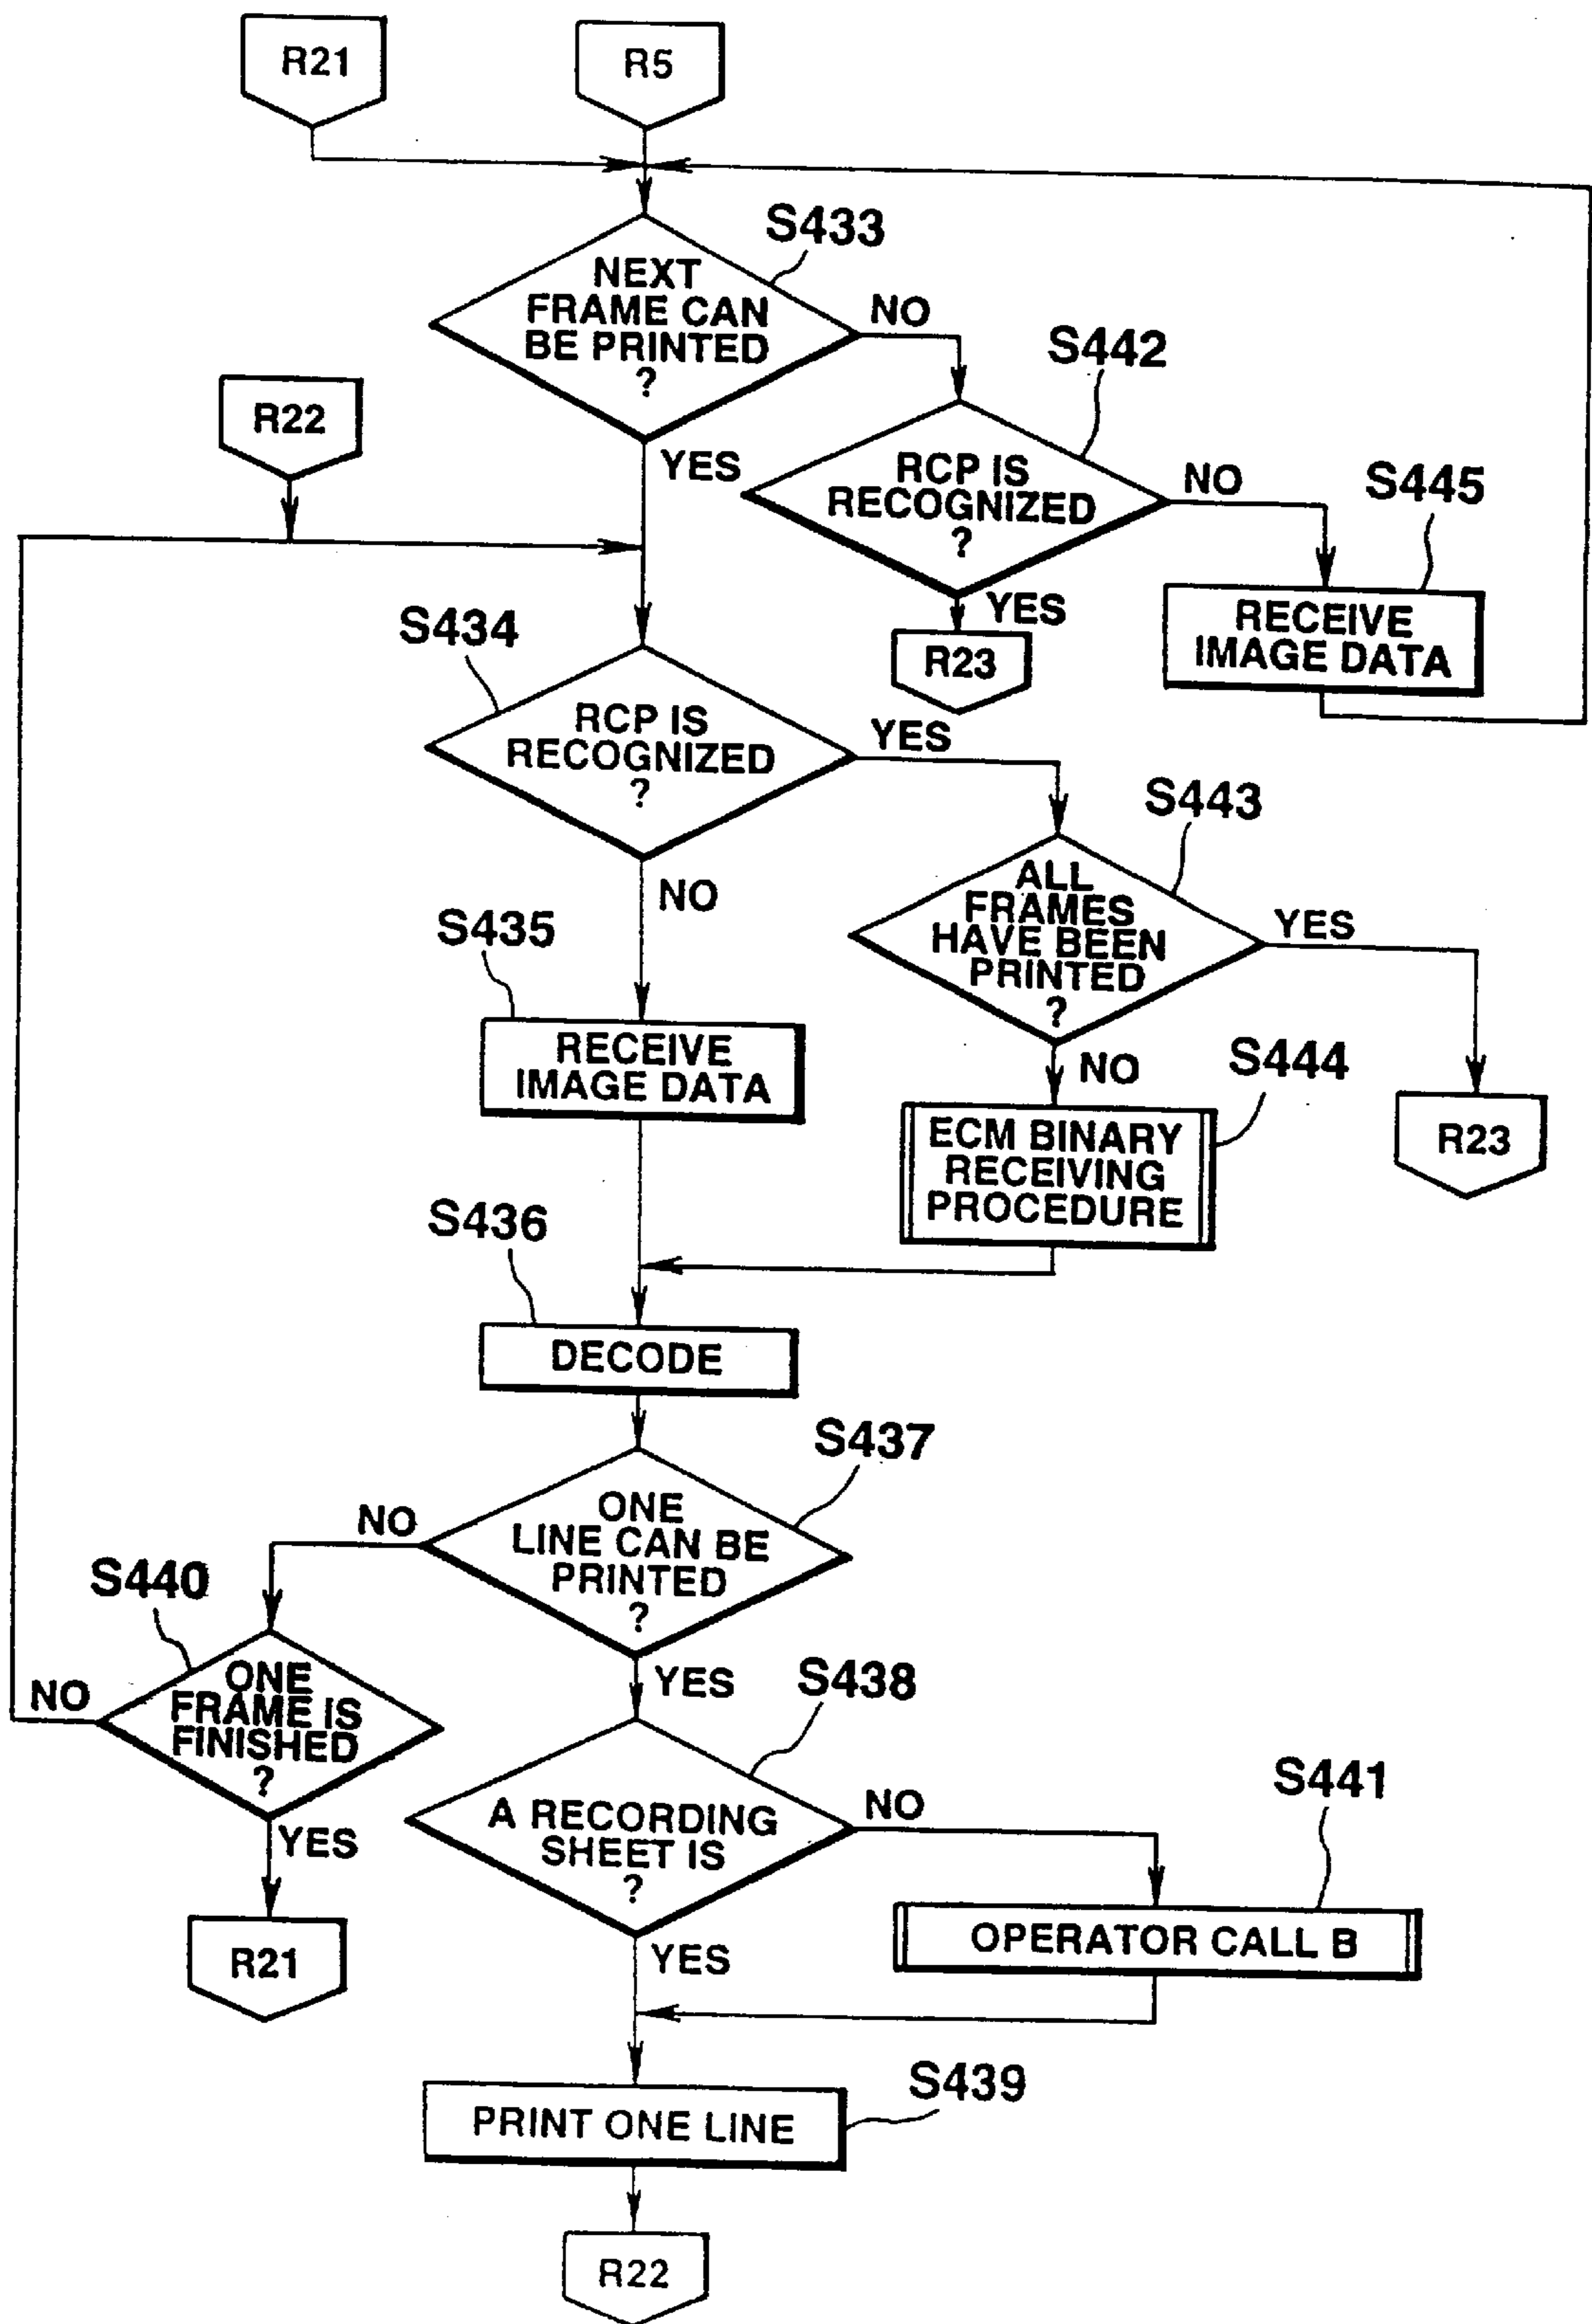 R21
R5
S433
NEXT
FRAME CAN
BE PRINTED
?
NO
S442
R22
YES
RCP IS
RECOGNIZED
?
NO
S445
YES
RECEIVE
IMAGE DATA
R23
S434
RCP IS
RECOGNIZED
?
YES
S443
NO
ALL
FRAMES
HAVE BEEN
PRINTED
?
YES
S435
RECEIVE
IMAGE DATA
NO
S444
ECM BINARY
RECEIVING
PROCEDURE
R23
S436
DECODE
S437
ONE
LINE CAN BE
PRINTED
?
NO
S440
YES
S438
ONE
FRAME IS
FINISHED
?
NO
YES
A RECORDING
SHEET IS
?
NO
S441
R21
YES
OPERATOR CALL B
S439
PRINT ONE LINE
R22